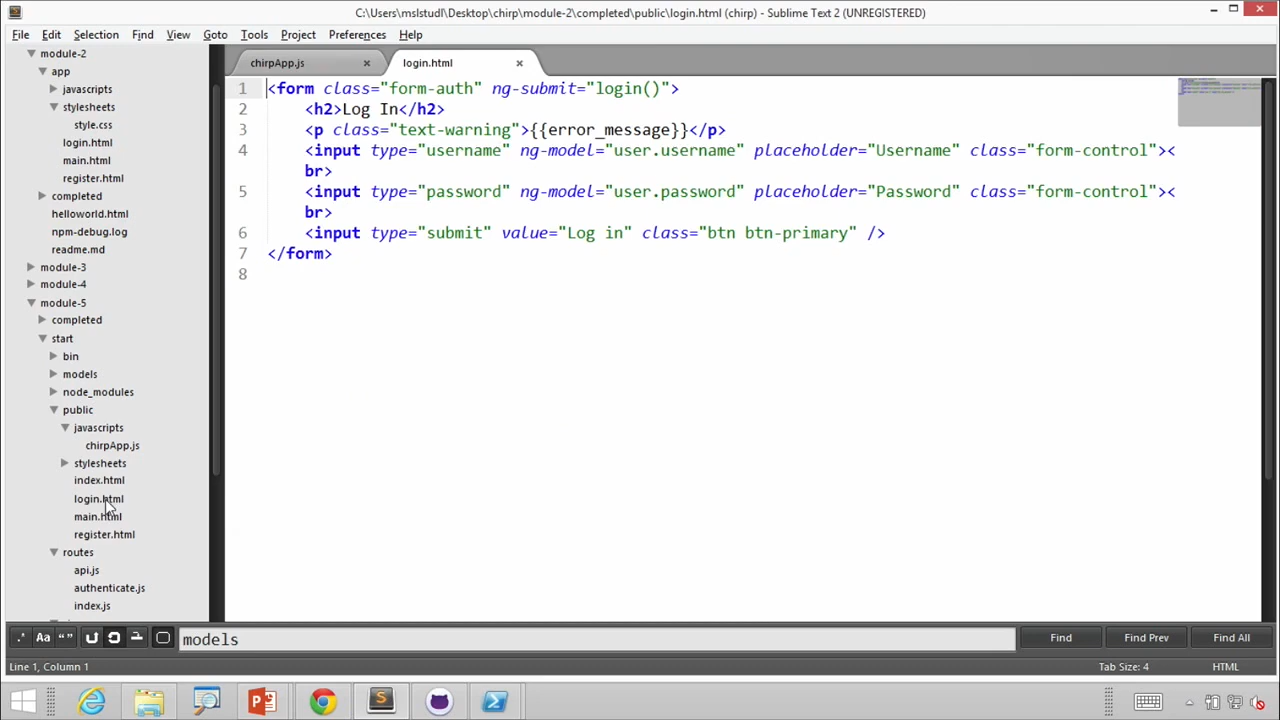 C:\Users\mslstudl\Desktop\chirp\module-2\completed\public\login.html (chirp) - Sublime Text 2 (UNREGISTERED)
File Edit Selection Find View Goto Tools Project Preferences Help
module-2
app
javascripts
stylesheets
style.css
login.html
main.html
register.html
completed
helloworld.html
npm-debug.log
readme.md
module-3
module-4
module-5
completed
start
bin
models
node_modules
public
javascripts
chirpApp.js
stylesheets
index.html
login.html
main.html
register.html
routes
api.js
authenticate.js
index.js
chirpApp.js × login.html ×
1 <form class="form-auth" ng-submit="login()">
2 <h2>Log In</h2>
3 <p class="text-warning">{{error_message}}</p>
4 <input type="username" ng-model="user.username" placeholder="Username" class="form-control"><
br>
5 <input type="password" ng-model="user.password" placeholder="Password" class="form-control"><
br>
6 <input type="submit" value="Log in" class="btn btn-primary" />
7 </form>
8
.* Aa “” models Find Find Prev Find All
Line 1, Column 1 Tab Size: 4 HTML